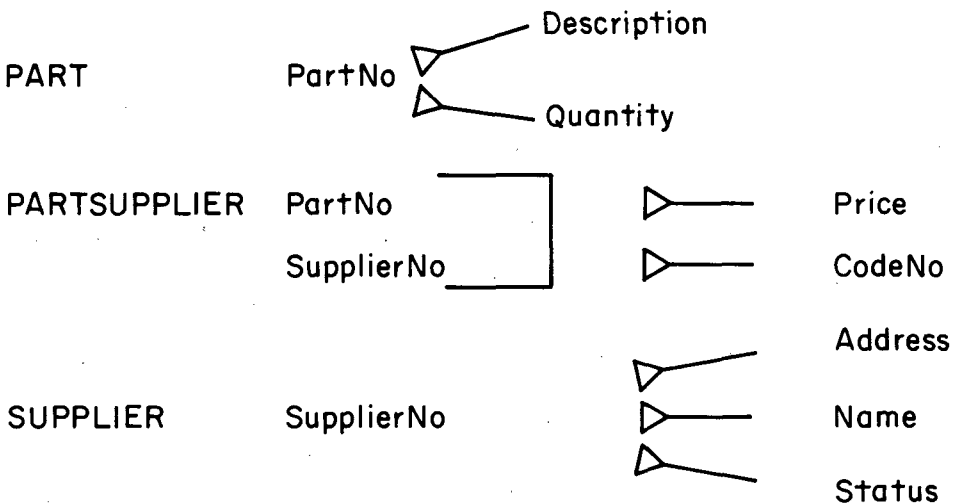 Description
PART PartNo
Quantity
PARTSUPPLIER PartNo Price
SupplierNo CodeNo
Address
SUPPLIER SupplierNo Name
Status